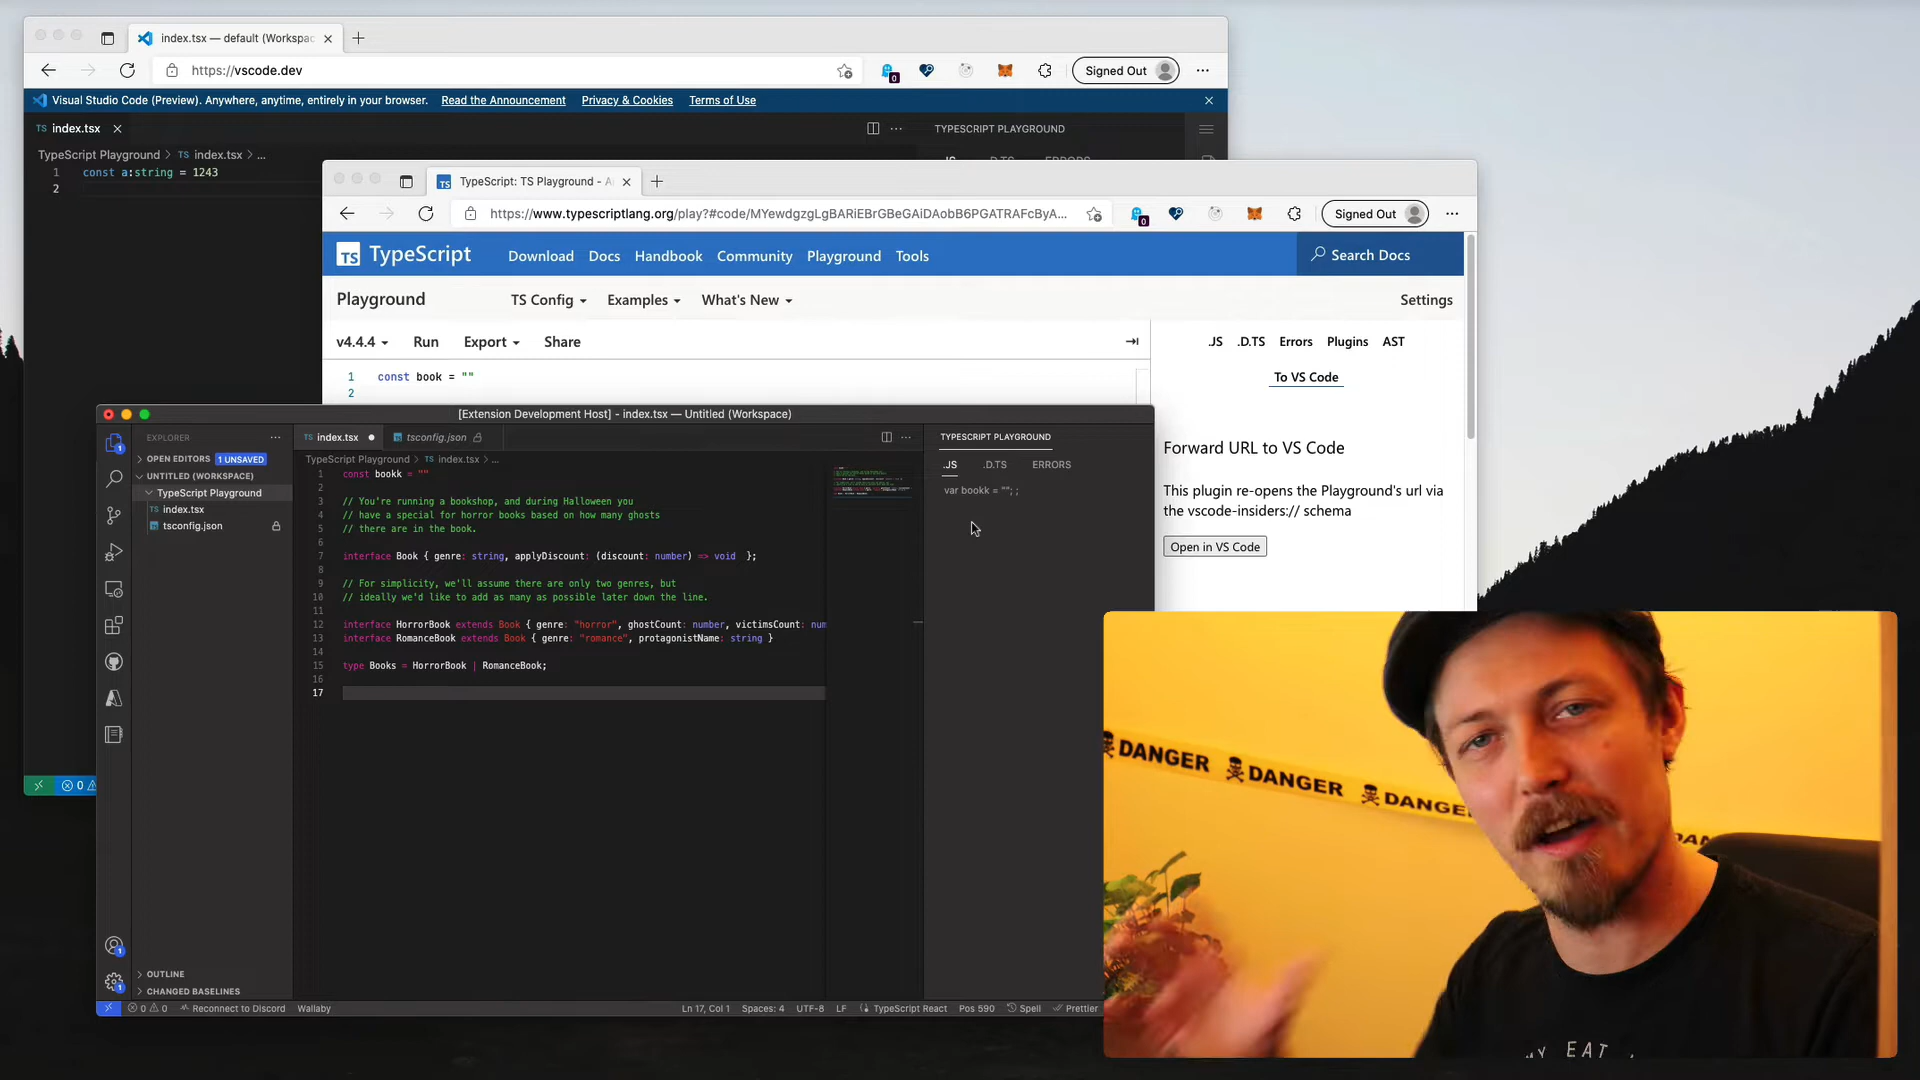 index.tsx — default (Workspac
https://vscode.dev
Signed Out
Visual Studio Code (Preview). Anywhere, anytime, entirely in your browser. Read the Announcement Privacy & Cookies Terms of Use
TS index.tsx
TYPESCRIPT PLAYGROUND
TypeScript Playground > TS index.tsx > ...
1 const a:string = 1243
2
TS TypeScript: TS Playground - A
https://www.typescriptlang.org/play?#code/MYewdgzgLgBARiEBrGBeGAiDAobB6PGATRAFcByA...
Signed Out
TS TypeScript Download Docs Handbook Community Playground Tools Search Docs
Playground TS Config Examples What's New Settings
v4.4.4 Run Export Share
.JS .D.TS Errors Plugins AST
To VS Code
1 const book = ""
2
Forward URL to VS Code
This plugin re-opens the Playground's url via
the vscode-insiders:// schema
Open in VS Code
[Extension Development Host] - index.tsx — Untitled (Workspace)
EXPLORER
OPEN EDITORS 1 UNSAVED
UNTITLED (WORKSPACE)
TypeScript Playground
TS index.tsx
tsconfig.json
OUTLINE
CHANGED BASELINES
TS index.tsx
tsconfig.json
TypeScript Playground > TS index.tsx > ...
1 const bookk = ""
2
3 // You're running a bookshop, and during Halloween you
4 // have a special for horror books based on how many ghosts
5 // there are in the book.
6
7 interface Book { genre: string, applyDiscount: (discount: number) => void };
8
9 // For simplicity, we'll assume there are only two genres, but
10 // ideally we'd like to add as many as possible later down the line.
11
12 interface HorrorBook extends Book { genre: "horror", ghostCount: number, victimsCount: num
13 interface RomanceBook extends Book { genre: "romance", protagonistName: string }
14
15 type Books = HorrorBook | RomanceBook;
16
17
TYPESCRIPT PLAYGROUND
.JS .D.TS ERRORS
var bookk = ""; ;
0 0 Reconnect to Discord Wallaby
Ln 17, Col 1 Spaces: 4 UTF-8 LF TypeScript React Pos 590 Spell Prettier
0
DANGER DANGER DANGER
EAT